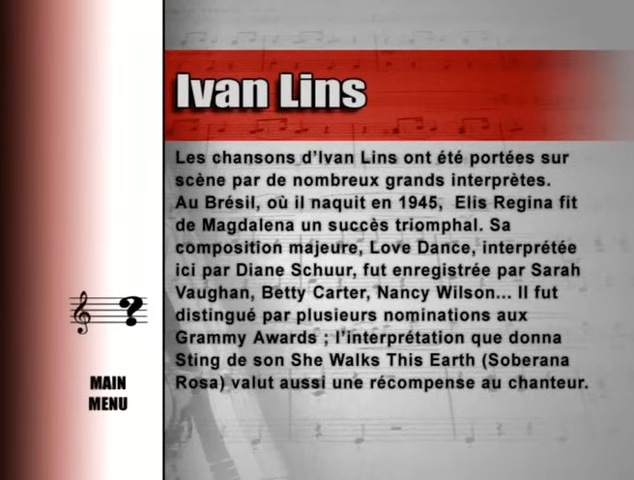 Ivan Lins
Les chansons d'Ivan Lins ont été portées sur
scène par de nombreux grands interprètes.
Au Brésil, où il naquit en 1945, Elis Regina fit
de Magdalena un succès triomphal. Sa
composition majeure, Love Dance, interprétée
ici par Diane Schuur, fut enregistrée par Sarah
Vaughan, Betty Carter, Nancy Wilson... Il fut
distingué par plusieurs nominations aux
Grammy Awards ; l'interprétation que donna
Sting de son She Walks This Earth (Soberana
Rosa) valut aussi une récompense au chanteur.
?
MAIN
MENU